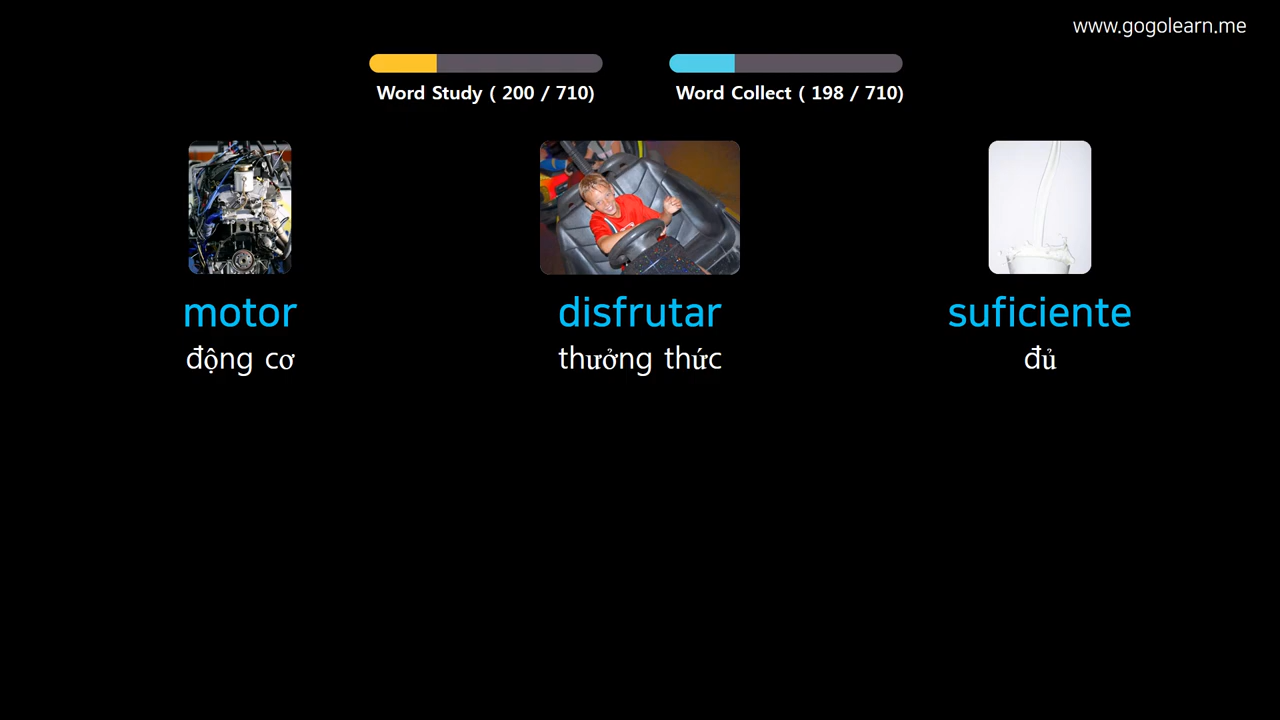 www.gogolearn.me
Word Study ( 200 / 710)
Word Collect ( 198 / 710)
motor
động cơ
disfrutar
thưởng thức
suficiente
đủ